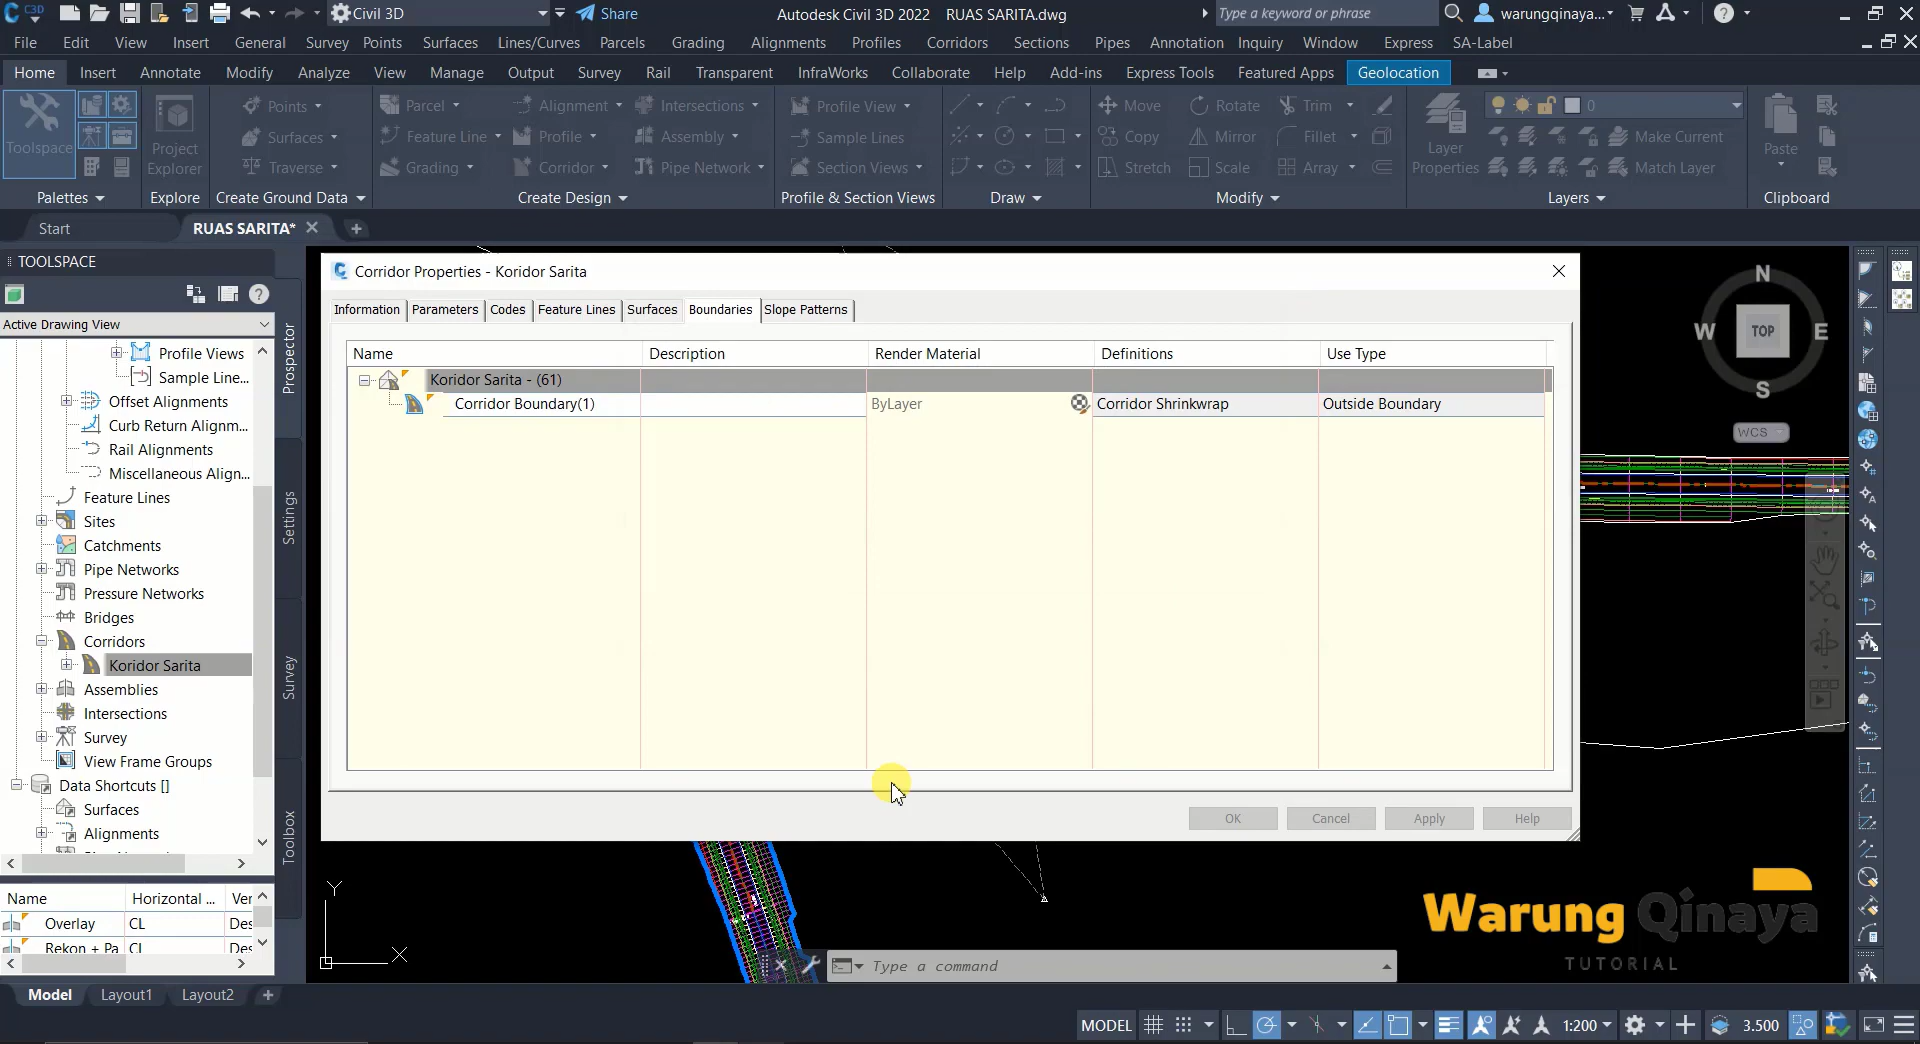 Civil 3D
Share
Autodesk Civil 3D 2022 RUAS SARITA.dwg
Type a keyword or phrase
warungqinaya...
File Edit View Insert General Survey Points Surfaces Lines/Curves Parcels Grading Alignments Profiles Corridors Sections Pipes Annotation Inquiry Window Express SA-Label
Home Insert Annotate Modify Analyze View Manage Output Survey Rail Transparent InfraWorks Collaborate Help Add-ins Express Tools Featured Apps Geolocation
Points Parcel Alignment Intersections Profile View Move Rotate Trim 0
Toolspace Project Explorer Surfaces Feature Line Profile Assembly Sample Lines Copy Mirror Fillet Layer Properties Make Current Paste
Traverse Grading Corridor Pipe Network Section Views Stretch Scale Array Match Layer
Palettes Explore Create Ground Data Create Design Profile & Section Views Draw Modify Layers Clipboard
Start RUAS SARITA*
TOOLSPACE
Active Drawing View
Profile Views
Sample Line...
Offset Alignments
Curb Return Alignm...
Rail Alignments
Miscellaneous Align...
Feature Lines
Sites
Catchments
Pipe Networks
Pressure Networks
Bridges
Corridors
Koridor Sarita
Assemblies
Intersections
Survey
View Frame Groups
Data Shortcuts []
Surfaces
Alignments
Prospector
Settings
Survey
Toolbox
Name Horizontal ... Ver
Overlay CL Des
Rekon + Pa CL Des
Corridor Properties - Koridor Sarita
Information Parameters Codes Feature Lines Surfaces Boundaries Slope Patterns
Name Description Render Material Definitions Use Type
Koridor Sarita - (61)
Corridor Boundary(1) ByLayer Corridor Shrinkwrap Outside Boundary
OK Cancel Apply Help
N
W TOP E
S
WCS
Y
X
Type a command
Warung Qinaya
TUTORIAL
Model Layout1 Layout2
MODEL 1:200 3.500